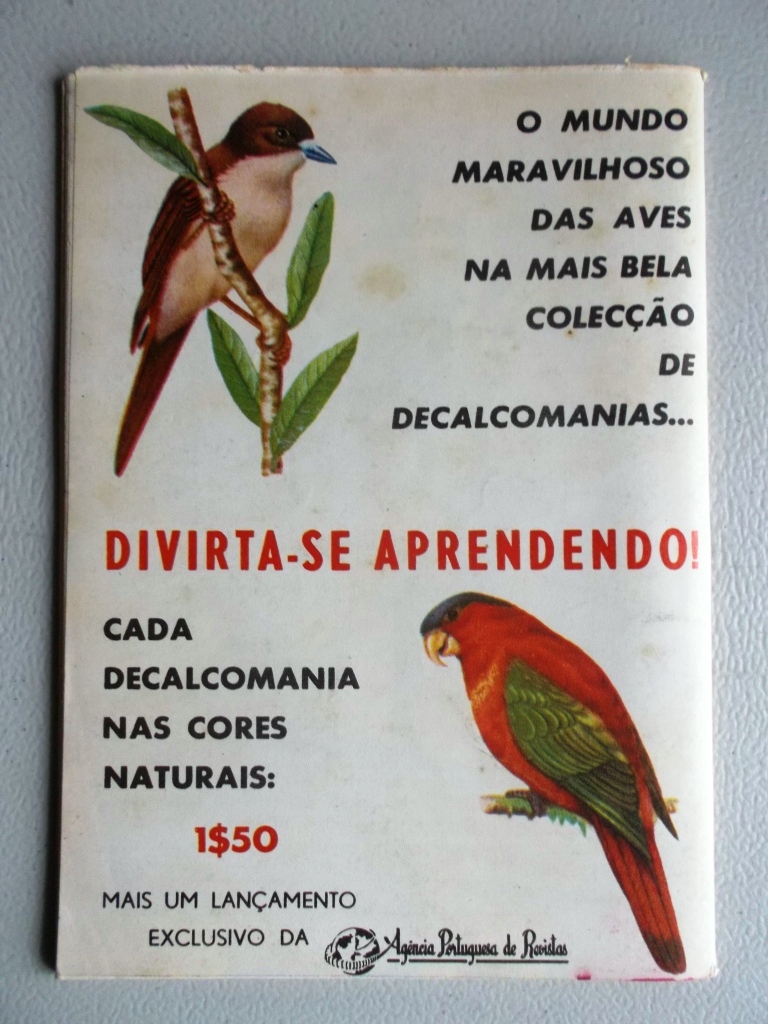 O MUNDO
MARAVILHOSO
DAS AVES
NA MAIS BELA
COLECÇÃO
DE
DECALCOMANIAS...
DIVIRTA-SE APRENDENDO!
CADA
DECALCOMANIA
NAS CORES
NATURAIS:
1$50
MAIS UM LANÇAMENTO
EXCLUSIVO DA Agência Portuguesa de Revistas